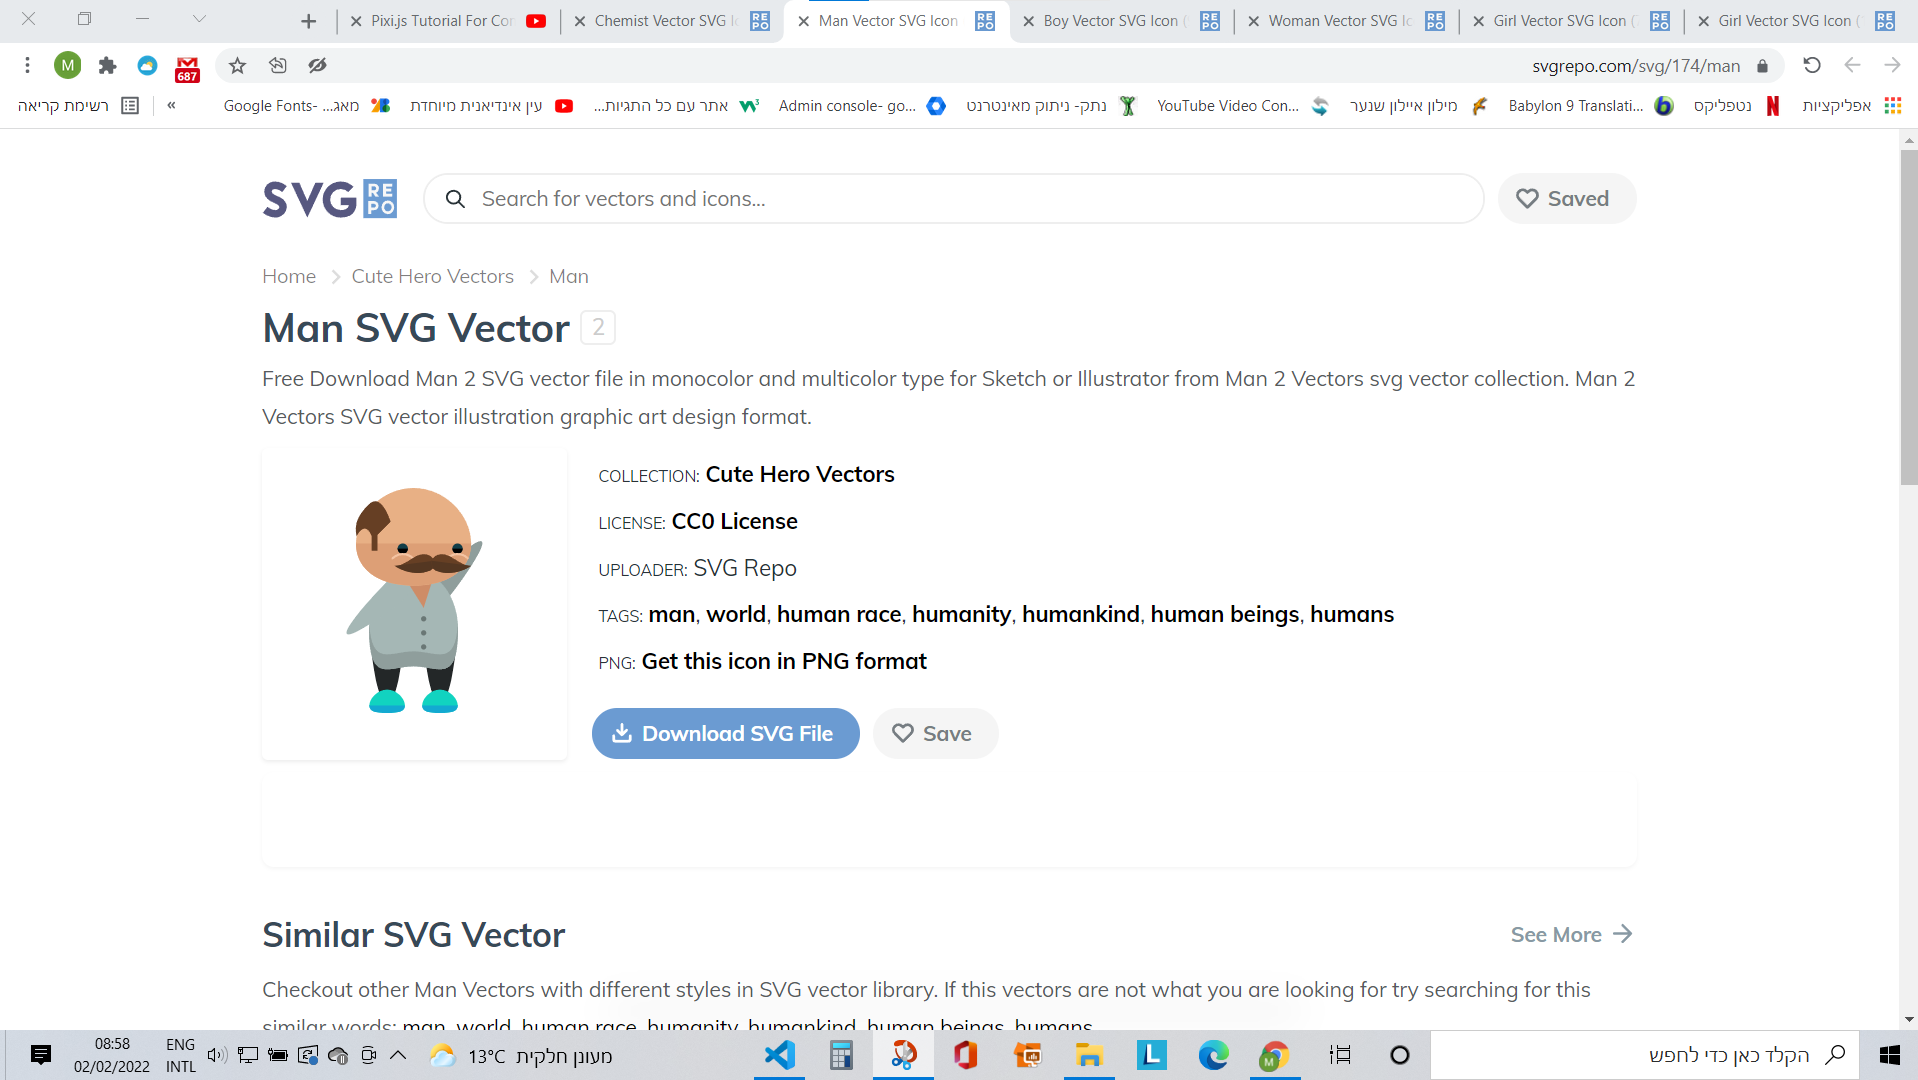 Pixi.js Tutorial For Cor
Chemist Vector SVG Ic
Man Vector SVG Icon
Boy Vector SVG Icon (
Woman Vector SVG Ic
Girl Vector SVG Icon (
Girl Vector SVG Icon (
M
687
svgrepo.com/svg/174/man
רשימת קריאה
«
Google Fonts- ...מאג
עין אינדיאנית מיוחדת
אתר עם כל התגיות...
Admin console- go...
נתק- ניתוק מאינטרנט
YouTube Video Con...
מילון איילון שנער
Babylon 9 Translati...
נטפליקס
אפליקציות
SVG REPO
Search for vectors and icons...
Saved
Home > Cute Hero Vectors > Man
Man SVG Vector 2
Free Download Man 2 SVG vector file in monocolor and multicolor type for Sketch or Illustrator from Man 2 Vectors svg vector collection. Man 2
Vectors SVG vector illustration graphic art design format.
COLLECTION: Cute Hero Vectors
LICENSE: CC0 License
UPLOADER: SVG Repo
TAGS: man, world, human race, humanity, humankind, human beings, humans
PNG: Get this icon in PNG format
Download SVG File
Save
Similar SVG Vector
See More
Checkout other Man Vectors with different styles in SVG vector library. If this vectors are not what you are looking for try searching for this
similar words: man, world, human race, humanity, humankind, human beings, humans
08:58
02/02/2022
ENG
INTL
13°C מעונן חלקית
הקלד כאן כדי לחפש